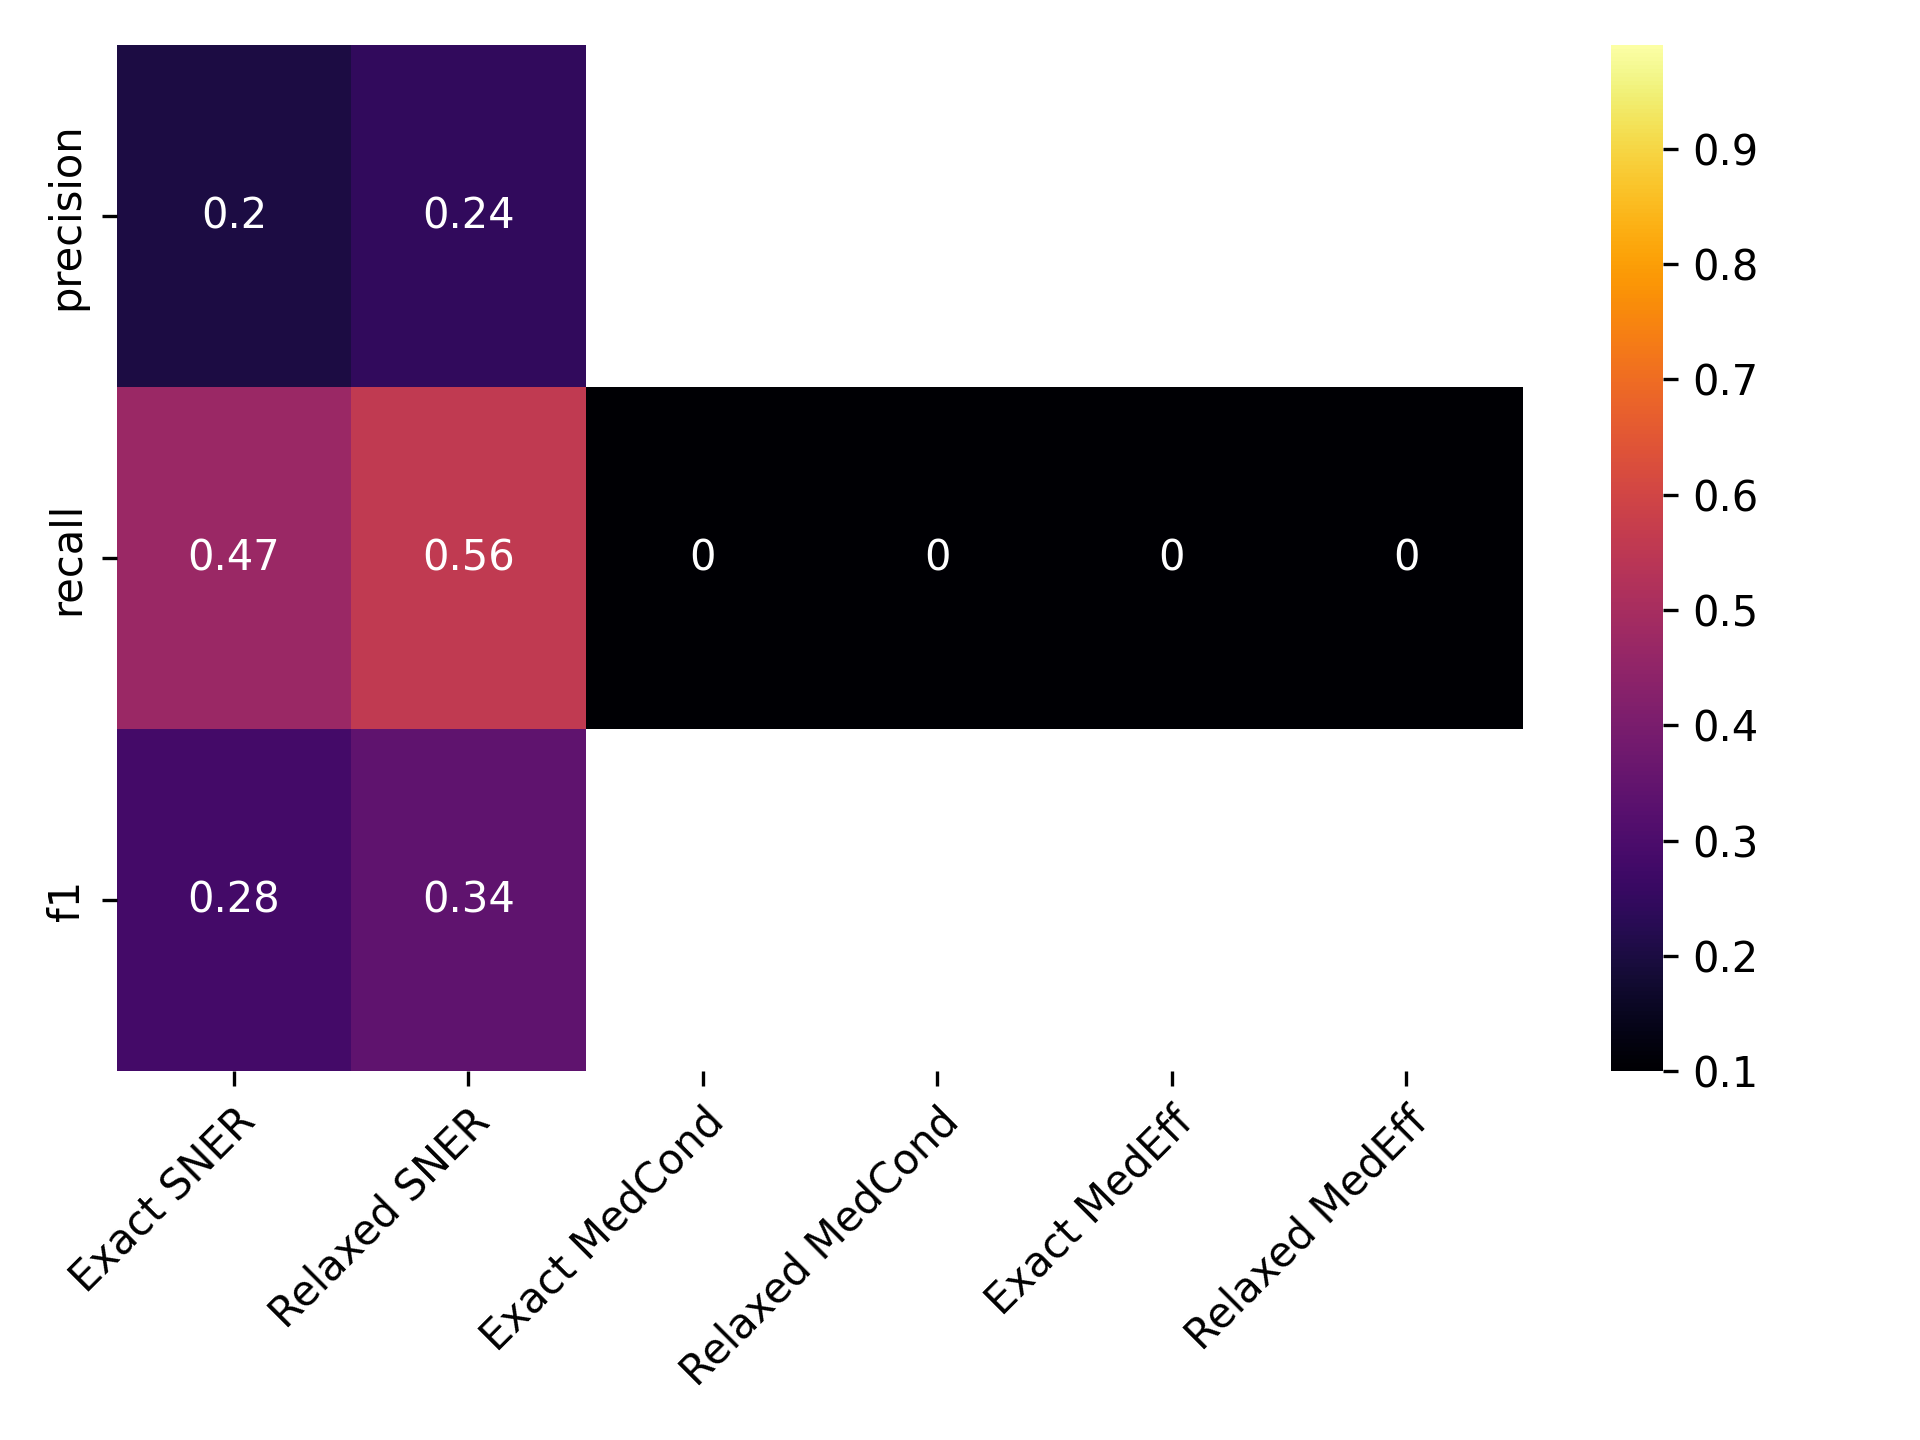 precision
0.2 0.24
recall
0.47 0.56 0 0 0 0
f1
0.28 0.34
Exact SNER
Relaxed SNER
Exact MedCond
Relaxed MedCond
Exact MedEff
Relaxed MedEff
0.9
0.8
0.7
0.6
0.5
0.4
0.3
0.2
0.1